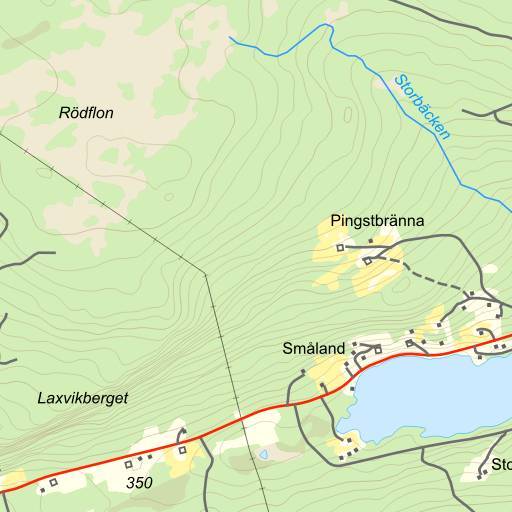 Rödflon
Storbäcken
Pingstbränna
Småland
Laxvikberget
350
Sto